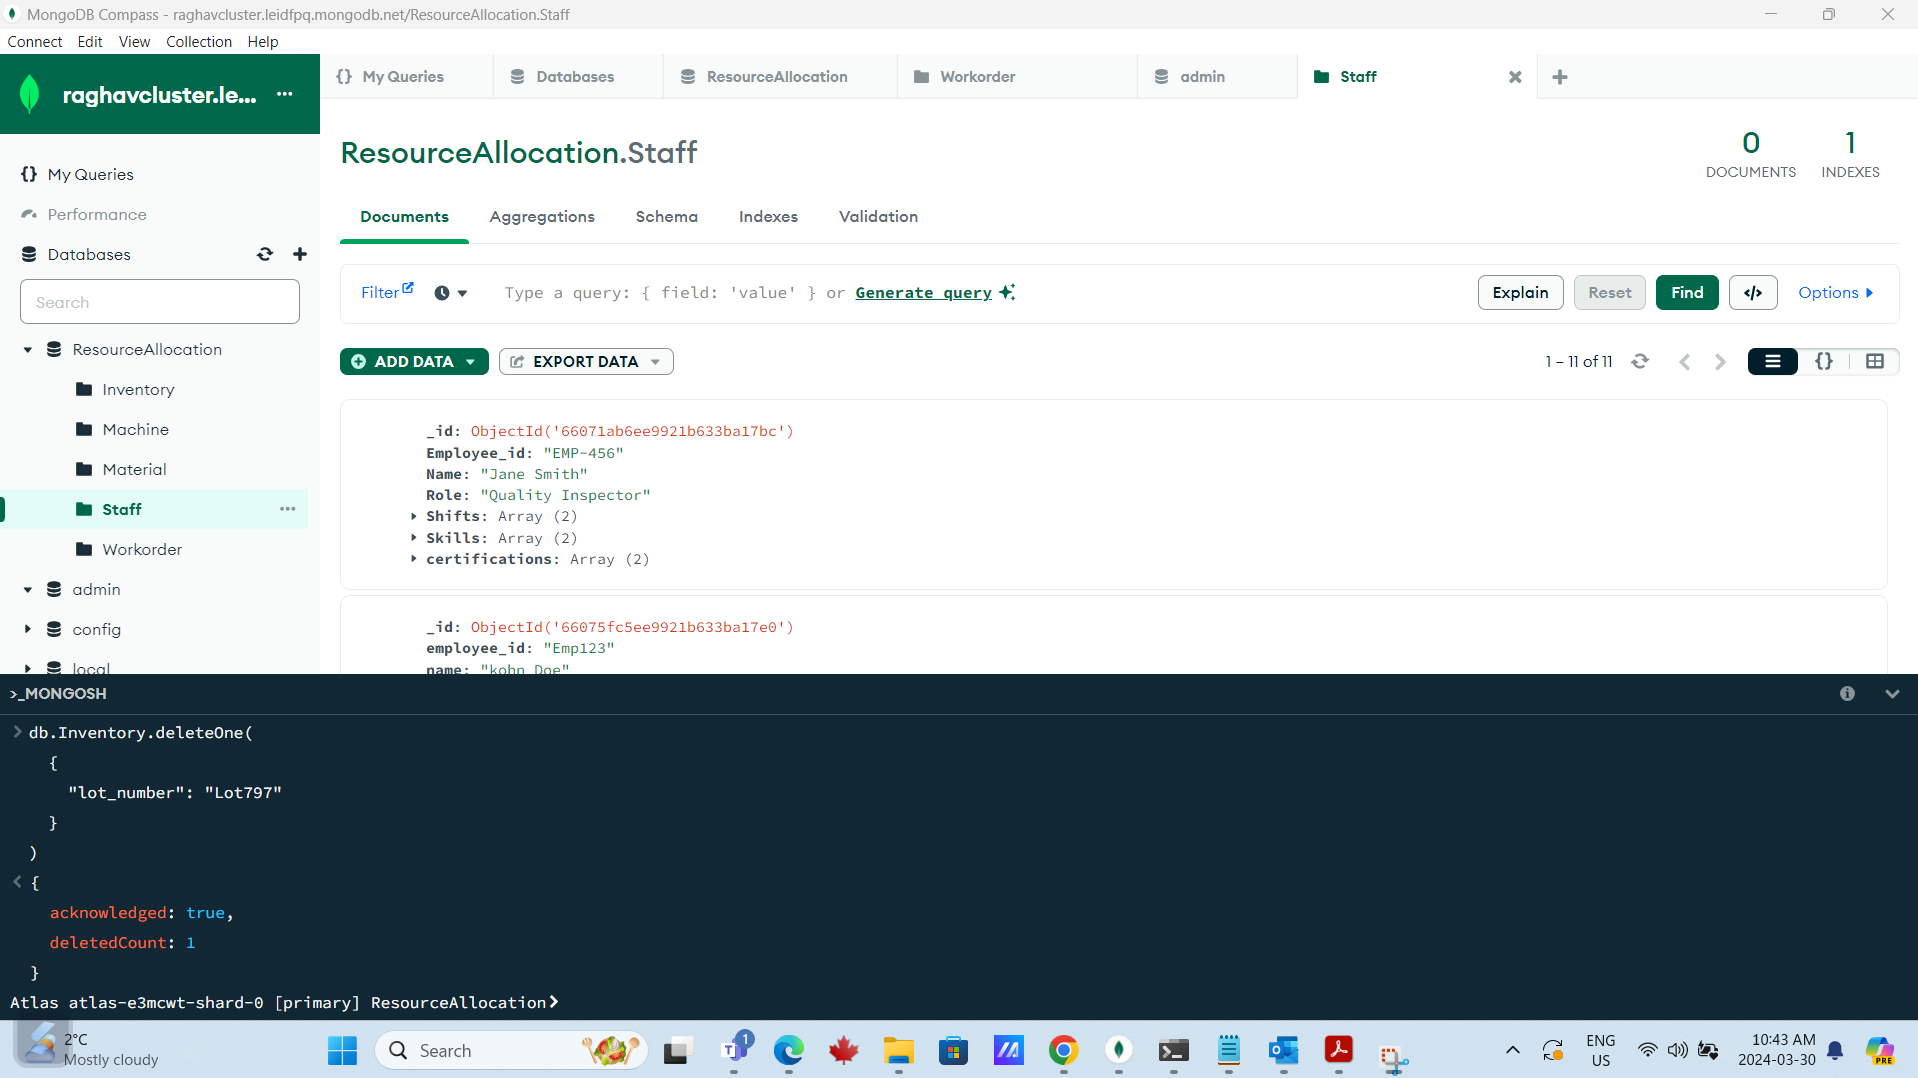 MongoDB Compass - raghavcluster.leidfpq.mongodb.net/ResourceAllocation.Staff
Connect Edit View Collection Help
raghavcluster.le... ···
My Queries
Performance
Databases
Search
ResourceAllocation
Inventory
Machine
Material
Staff ···
Workorder
admin
config
local
My Queries Databases ResourceAllocation Workorder admin Staff
ResourceAllocation.Staff
0 DOCUMENTS
1 INDEXES
Documents Aggregations Schema Indexes Validation
Filter Type a query: { field: 'value' } or Generate query Explain Reset Find </> Options
ADD DATA EXPORT DATA 1 – 11 of 11 {}
_id: ObjectId('66071ab6ee9921b633ba17bc')
Employee_id: "EMP-456"
Name: "Jane Smith"
Role: "Quality Inspector"
Shifts: Array (2)
Skills: Array (2)
certifications: Array (2)
_id: ObjectId('66075fc5ee9921b633ba17e0')
employee_id: "Emp123"
name: "kohn Doe"
>_MONGOSH
> db.Inventory.deleteOne(
{
"lot_number": "Lot797"
}
)
< {
acknowledged: true,
deletedCount: 1
}
Atlas atlas-e3mcwt-shard-0 [primary] ResourceAllocation>
2°C
Mostly cloudy
Search
1
ENG
US
10:43 AM
2024-03-30
PRE